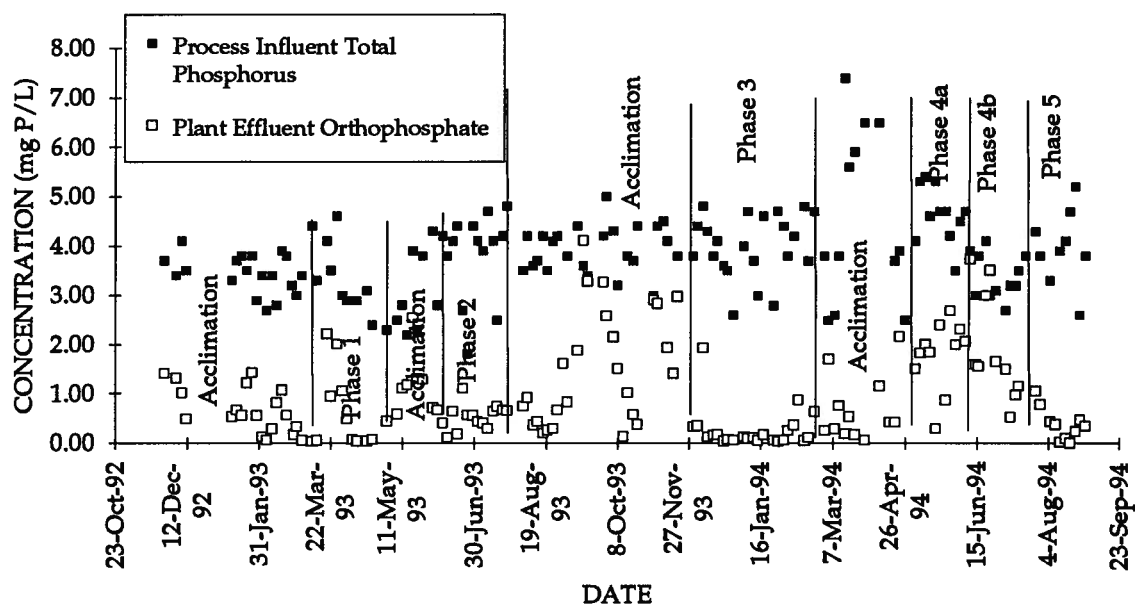 Process Influent Total
Phosphorus
Plant Effluent Orthophosphate
CONCENTRATION (mg P/L)
8.00
7.00
6.00
5.00
4.00
3.00
2.00
1.00
0.00
Acclimation
Phase 1
Acclimation
Phase 2
Acclimation
Phase 3
Acclimation
Phase 4a
Phase 4b
Phase 5
23-Oct-92
12-Dec-
92
31-Jan-93
22-Mar-
93
11-May-
93
30-Jun-93
19-Aug-
93
8-Oct-93
27-Nov-
93
16-Jan-94
7-Mar-94
26-Apr-
94
15-Jun-94
4-Aug-94
23-Sep-94
DATE